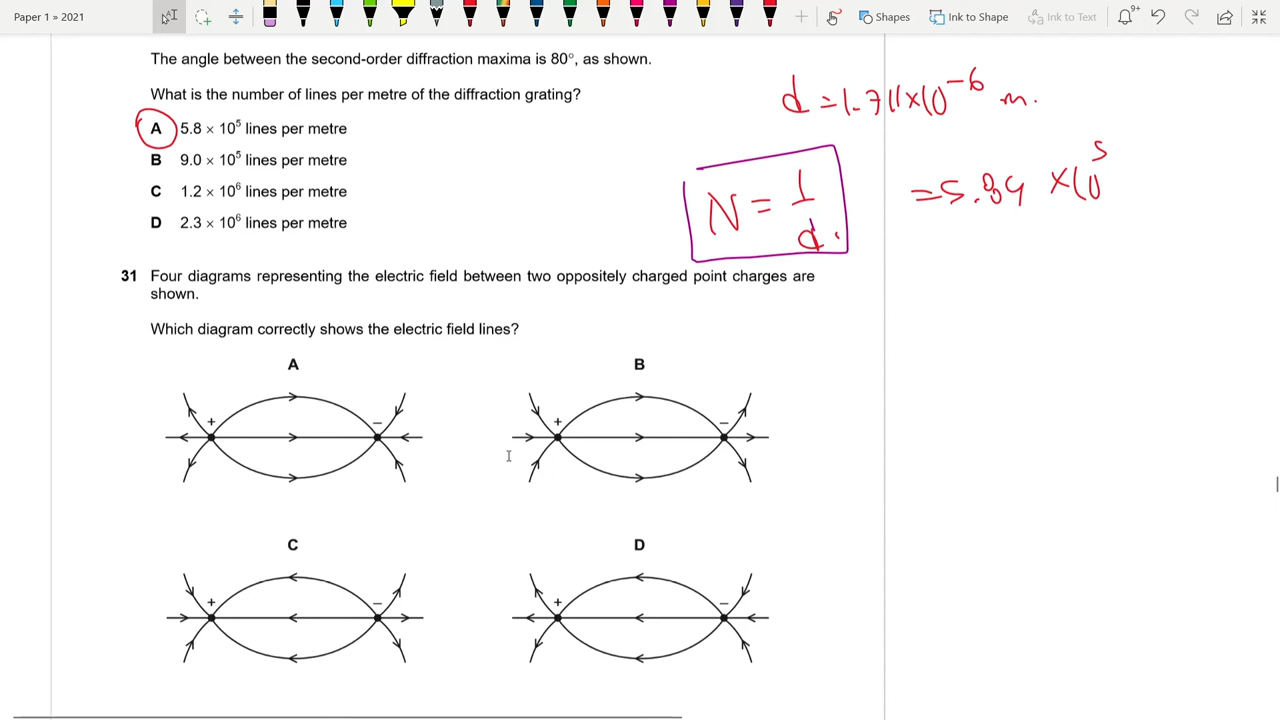 Paper 1 » 2021
Shapes
Ink to Shape
Ink to Text
9+
The angle between the second-order diffraction maxima is 80°, as shown.
What is the number of lines per metre of the diffraction grating?
A 5.8 × 10⁵ lines per metre
B 9.0 × 10⁵ lines per metre
C 1.2 × 10⁶ lines per metre
D 2.3 × 10⁶ lines per metre
d = 1.711×10⁻⁶ m.
N = 1/d.
= 5.84 ×10⁵
31 Four diagrams representing the electric field between two oppositely charged point charges are
shown.
Which diagram correctly shows the electric field lines?
A
+ –
B
+ –
C
+ –
D
+ –